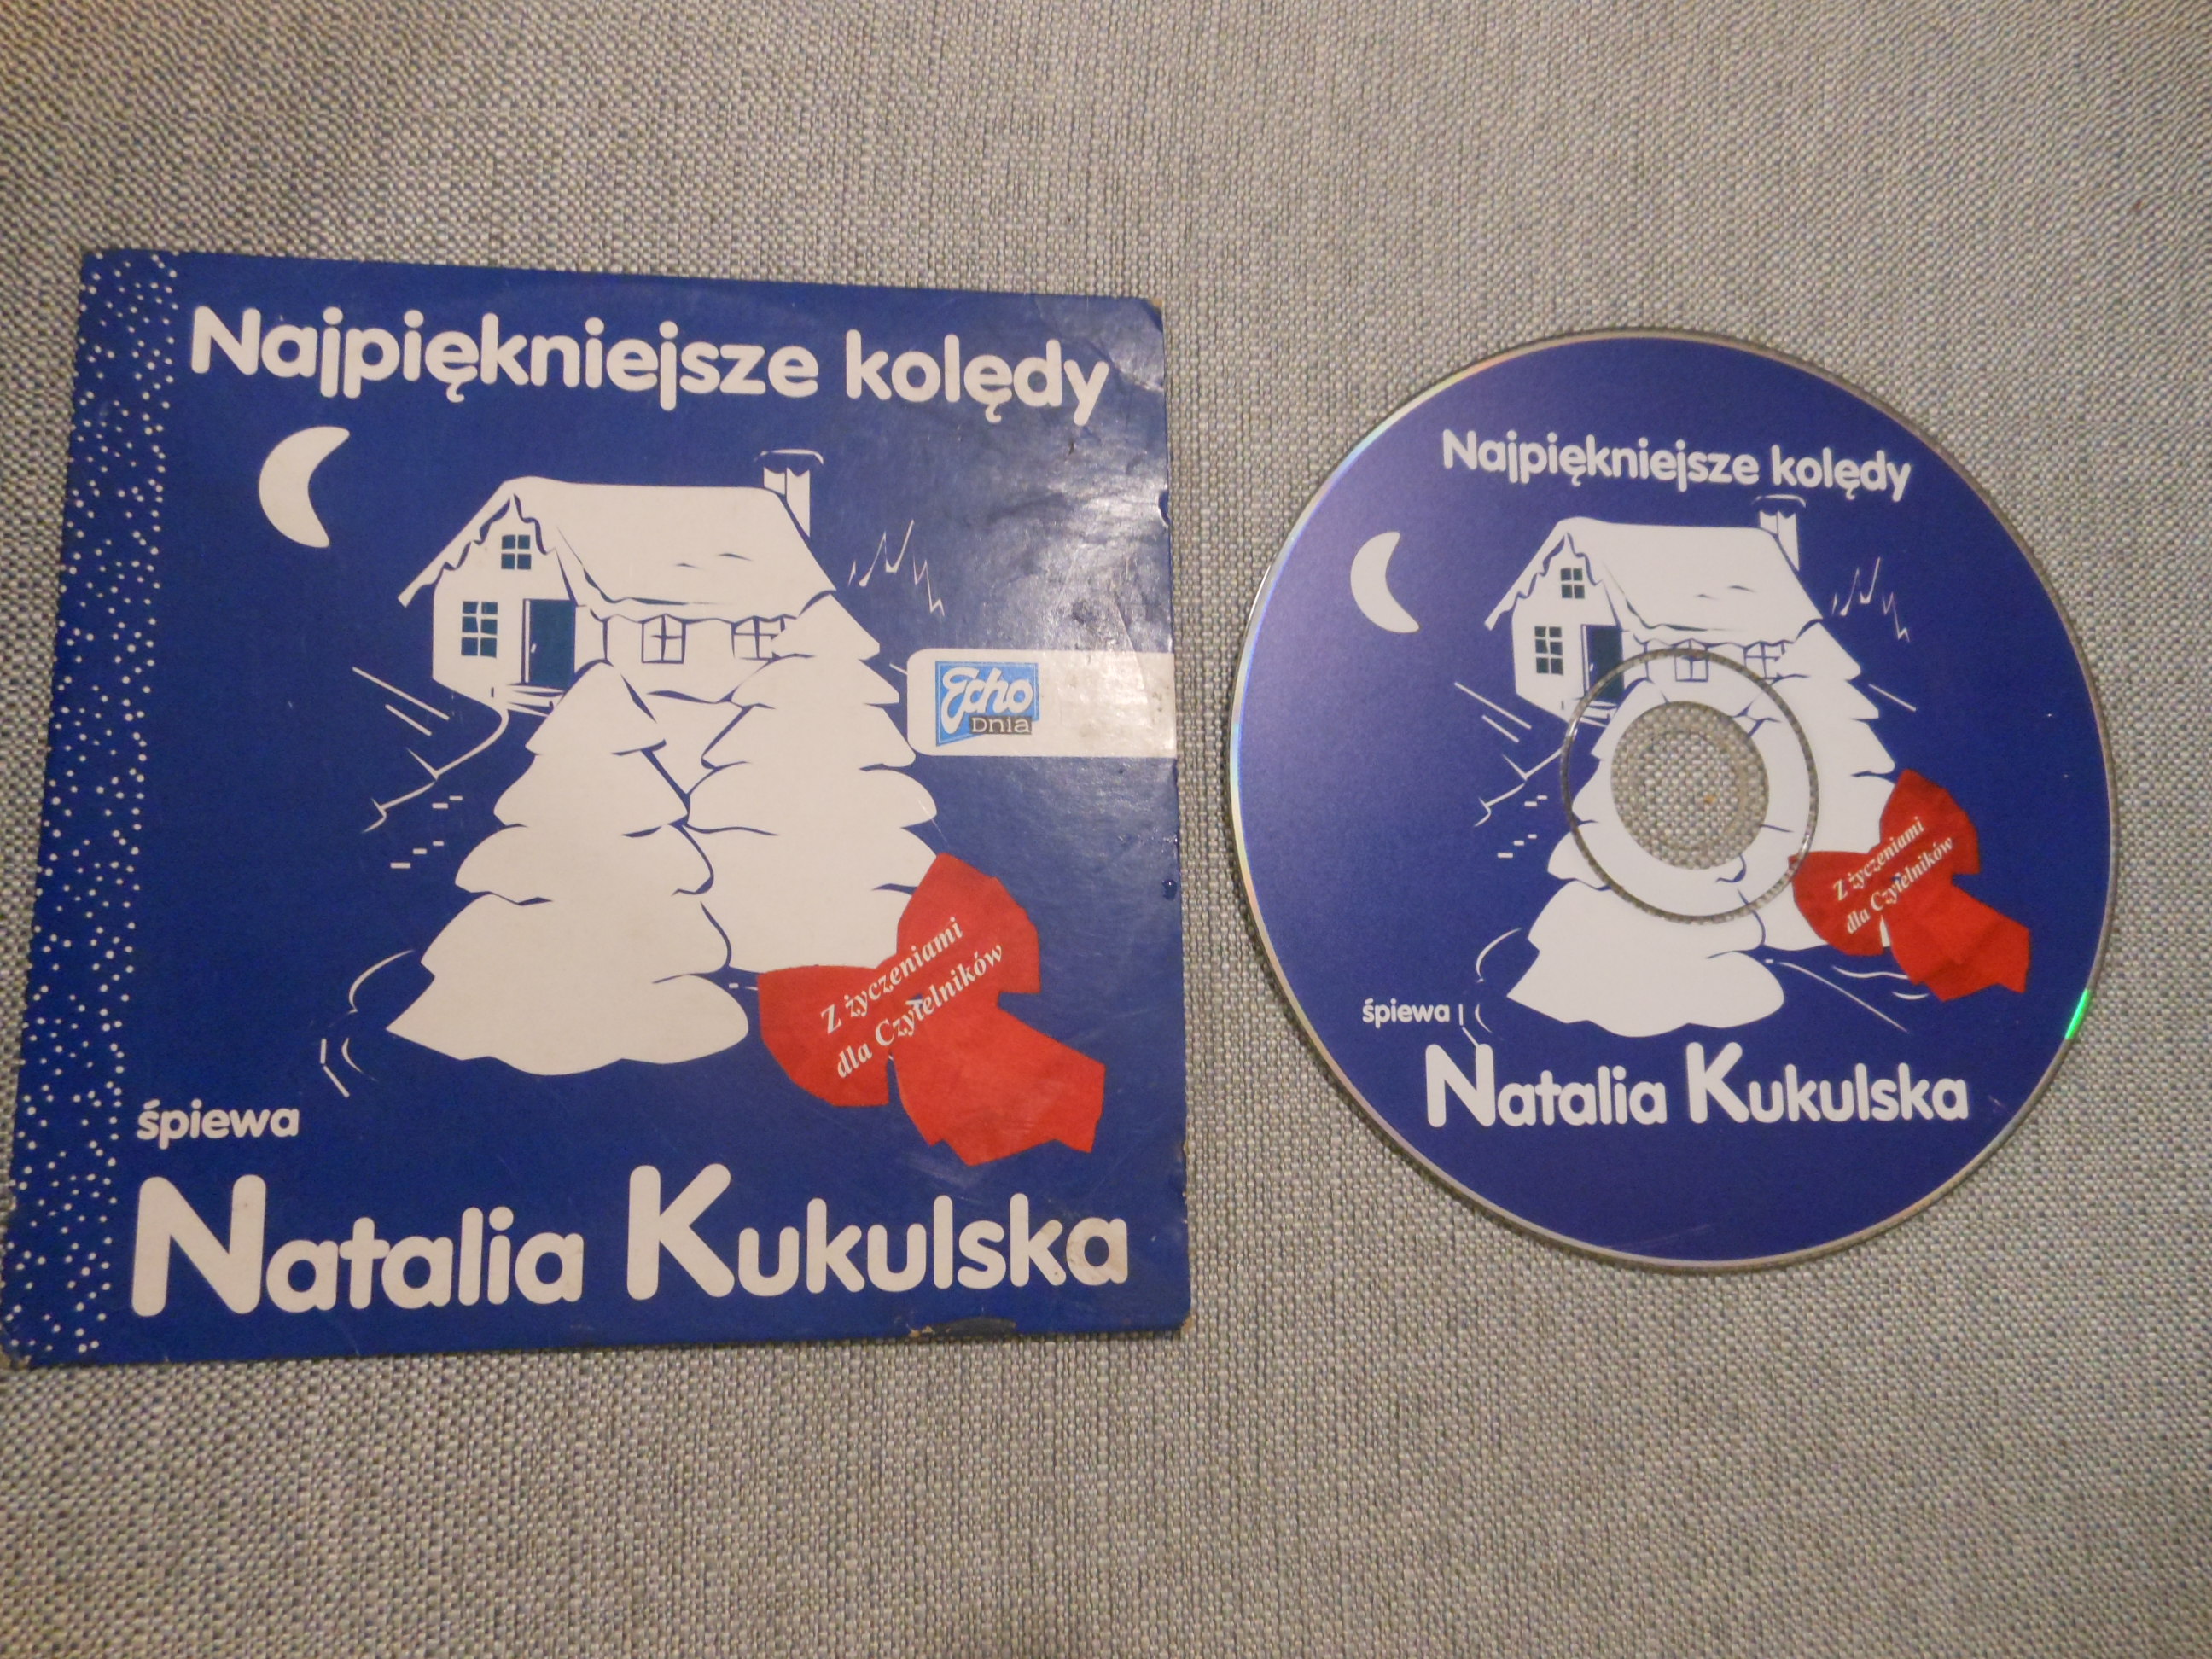 Najpiękniejsze kolędy
Echo
Dnia
Z życzeniami
dla Czytelników
śpiewa
Natalia Kukulska
Najpiękniejsze kolędy
Z życzeniami
dla Czytelników
śpiewa
Natalia Kukulska